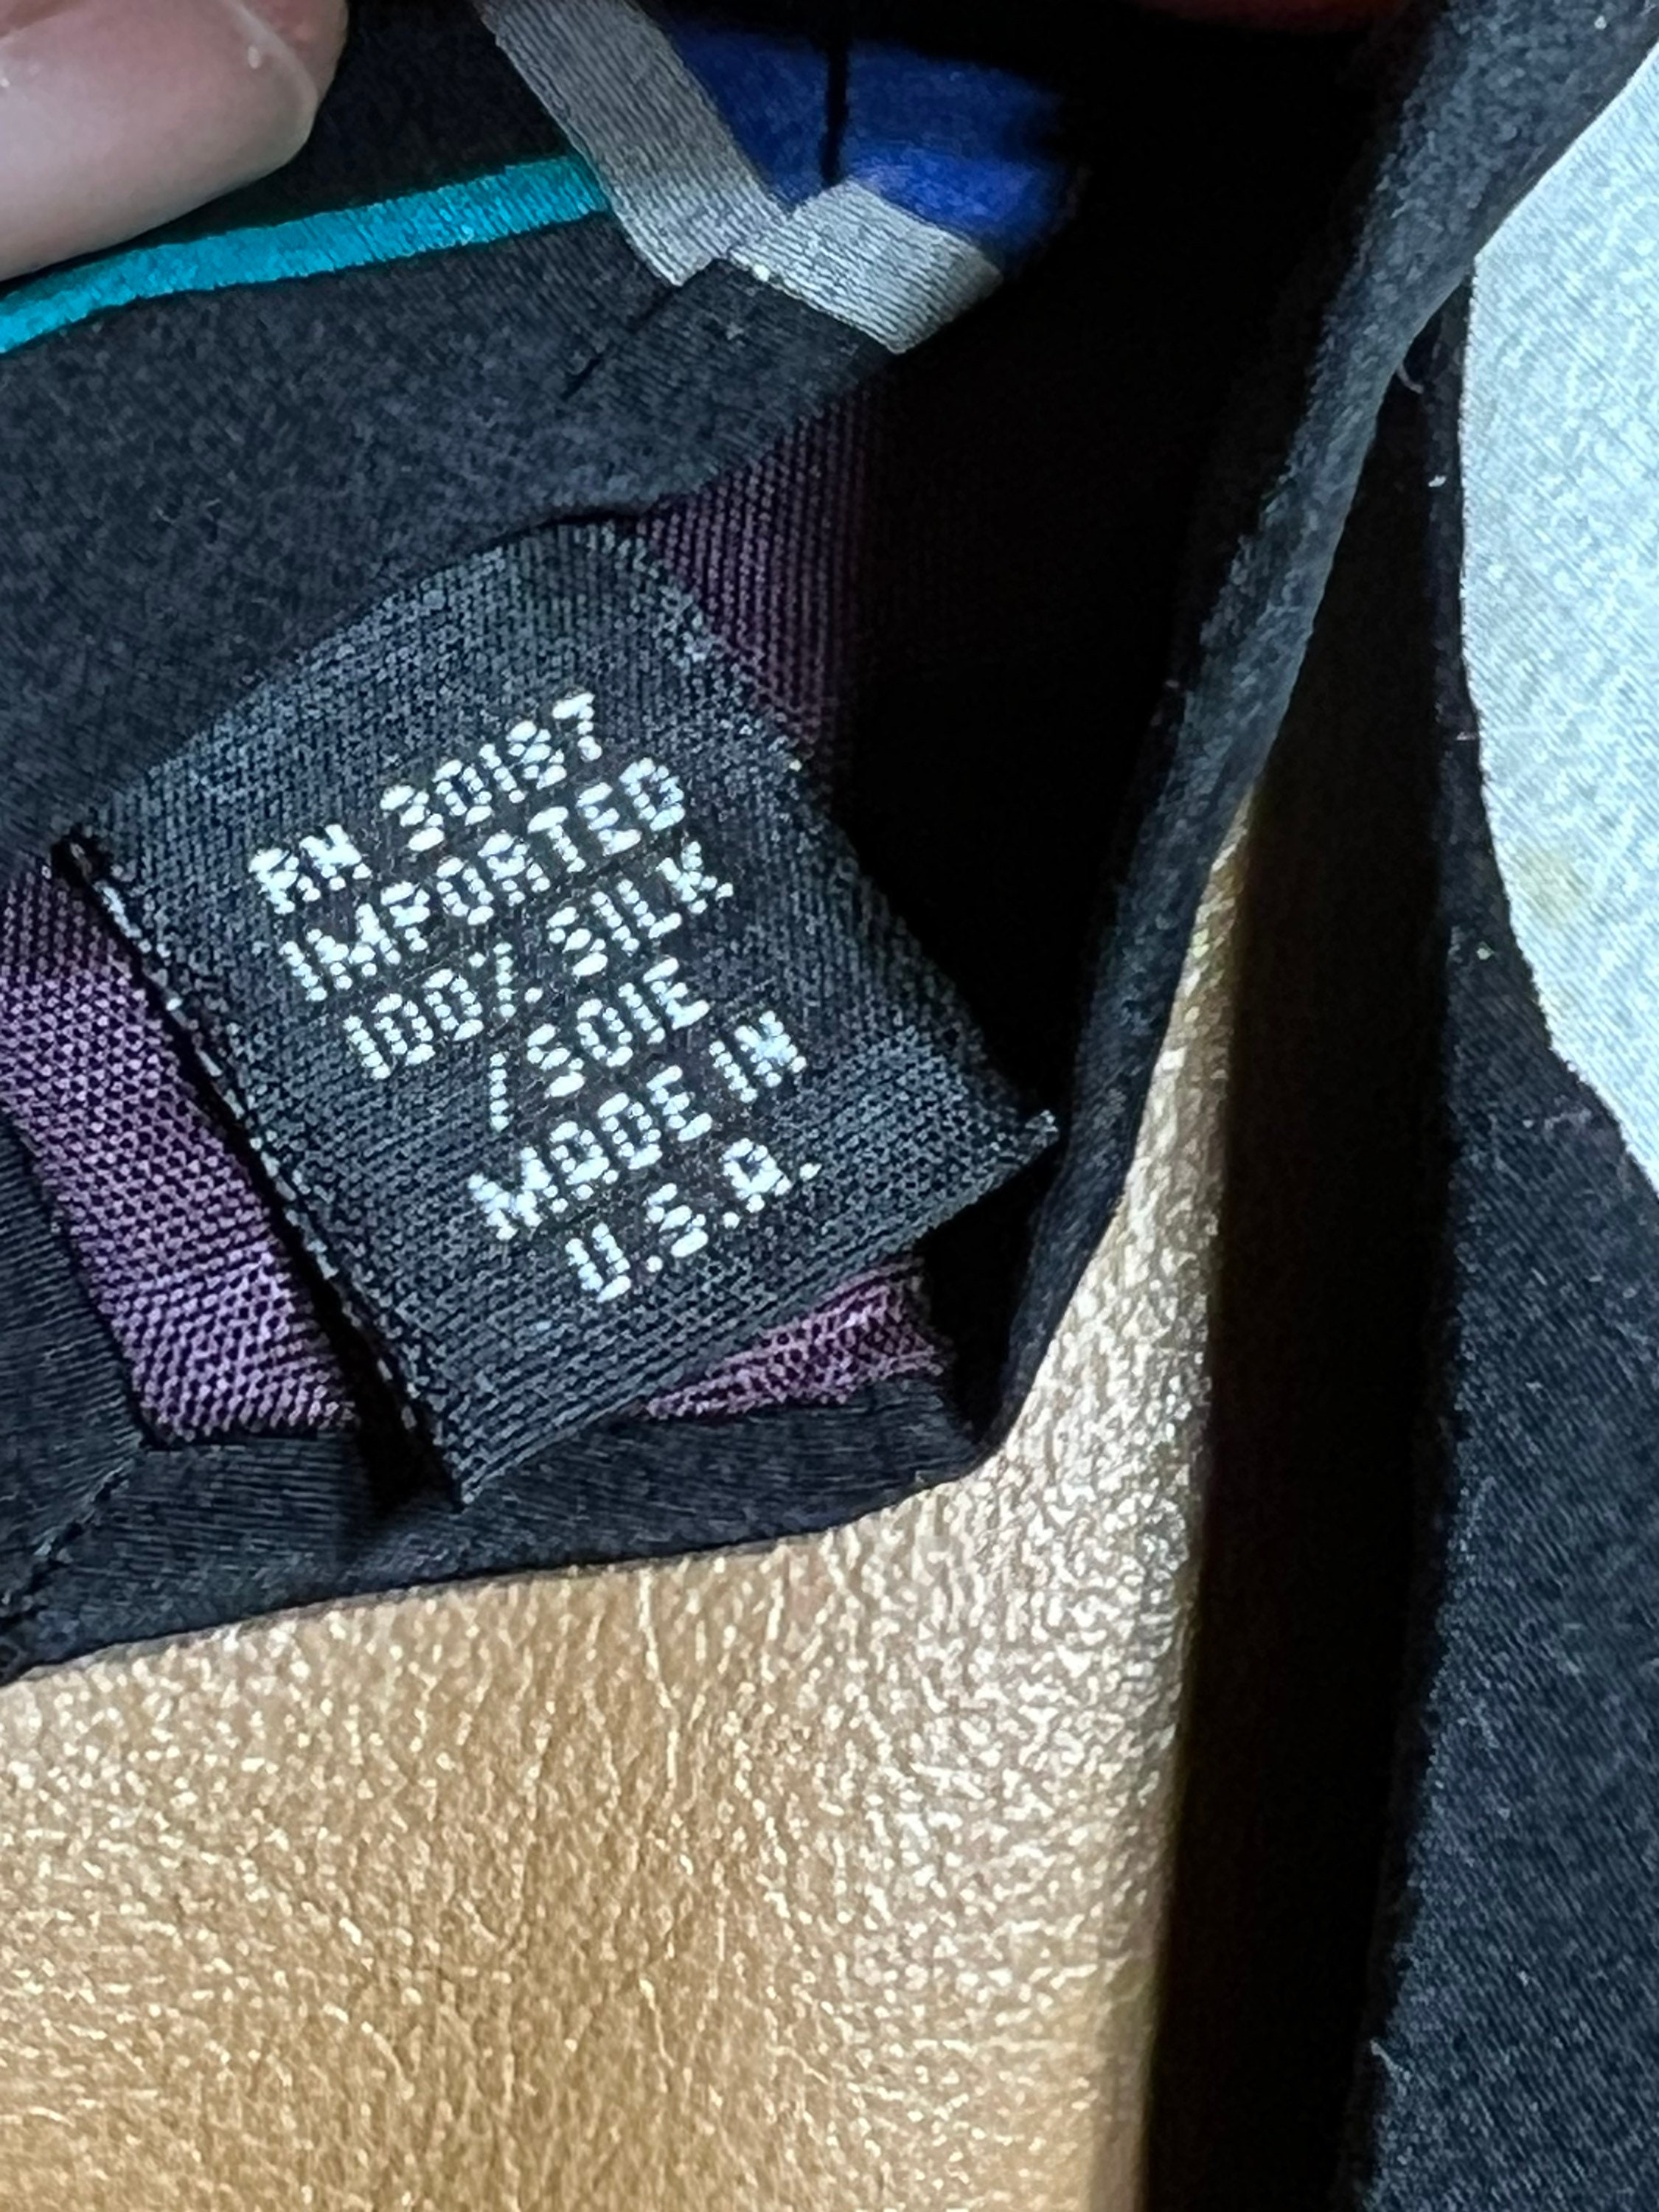 RN 30187
IMPORTED
100% SILK
/SOIE
MADE IN
U.S.A.